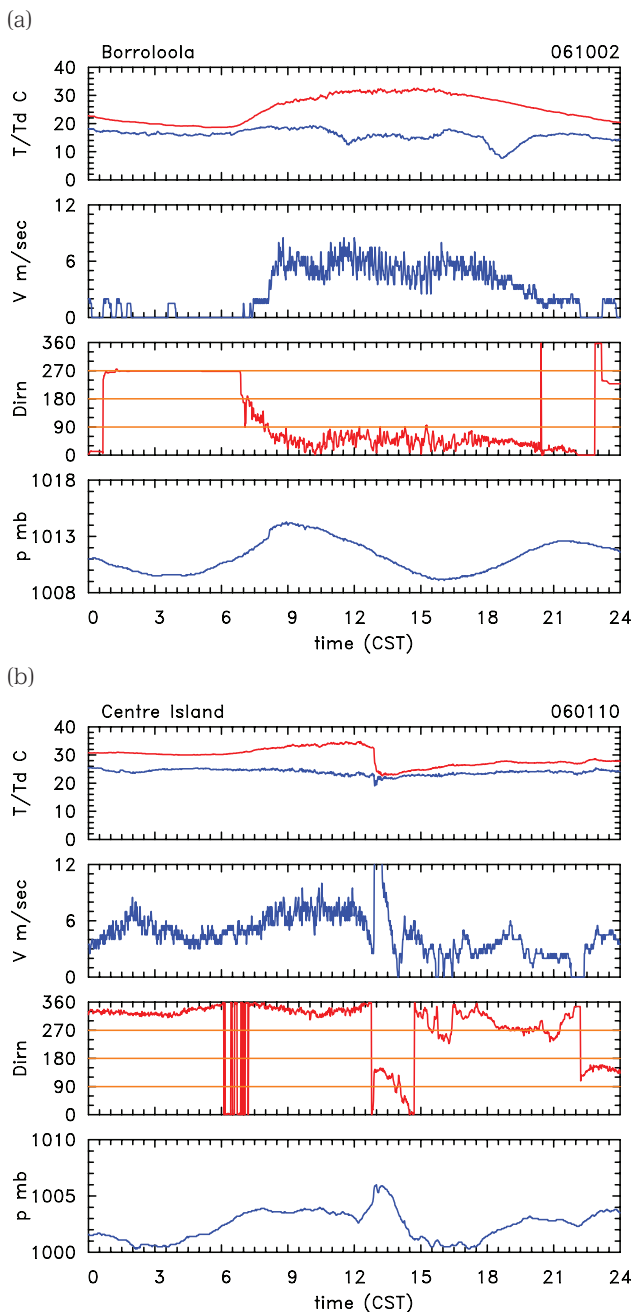 (a)
Borroloola 061002
40
30
20
10
0
T/Td C
12
6
0
V m/sec
360
270
180
90
0
Dirn
1018
1013
1008
p mb
0 3 6 9 12 15 18 21 24
time (CST)
(b)
Centre Island 060110
40
30
20
10
0
T/Td C
12
6
0
V m/sec
360
270
180
90
0
Dirn
1010
1005
1000
p mb
0 3 6 9 12 15 18 21 24
time (CST)